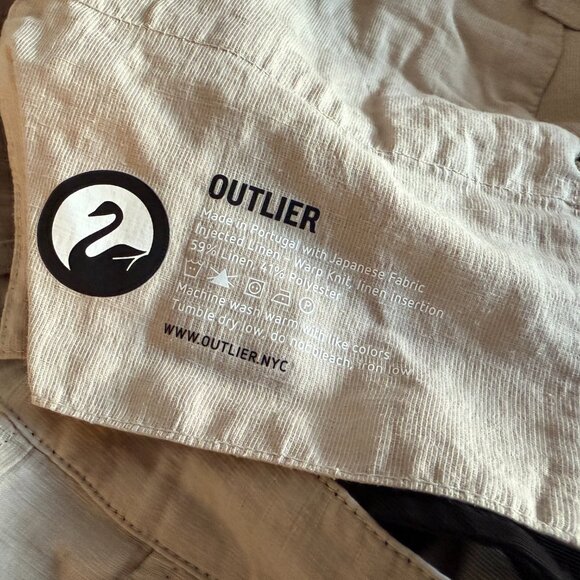 OUTLIER
Made in Portugal with Japanese Fabric
Injected Linen – Warp Knit, linen insertion
59% Linen, 41% Polyester
Machine wash warm with like colors
Tumble dry low, do not bleach, iron low
WWW.OUTLIER.NYC